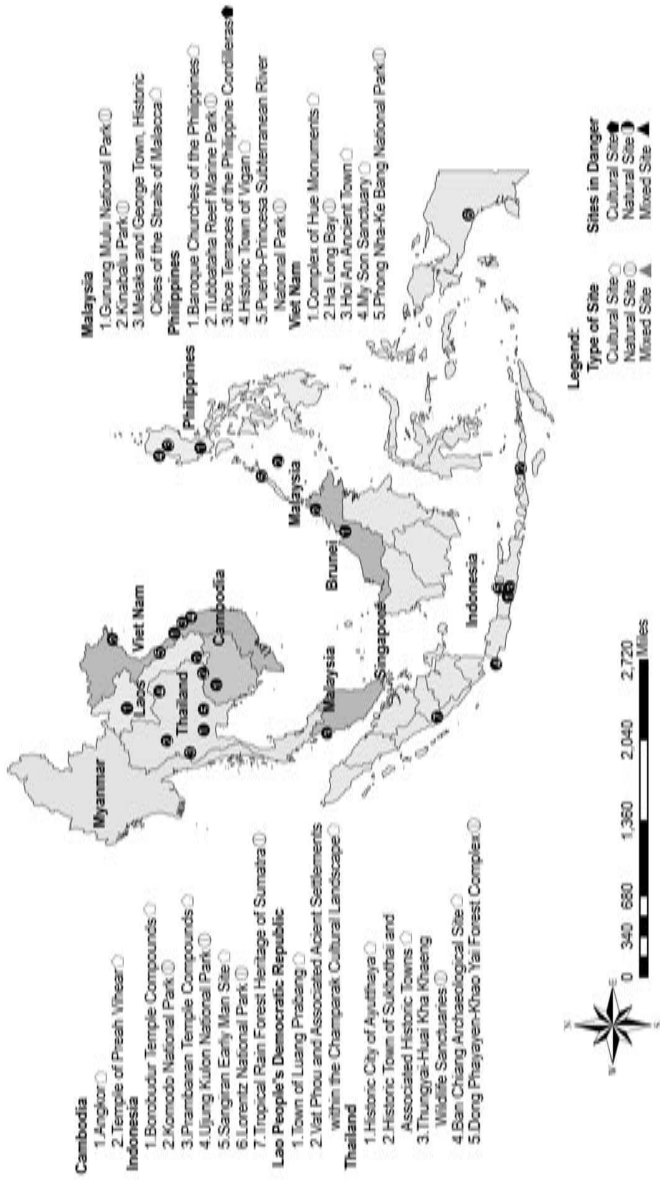 Cambodia
1.Angkor
2.Temple of Preah Vihear
Indonesia
1.Borobudur Temple Compounds
2.Komodo National Park
3.Prambanan Temple Compounds
4.Ujung Kulon National Park
5.Sangiran Early Man Site
6.Lorentz National Park
7.Tropical Rain Forest Heritage of Sumatra
Lao People's Democratic Republic
1.Town of Luang Prabang
2.Vat Phou and Associated Acient Settlements
within the Champasak Cultural Landscape
Thailand
1.Historic City of Ayutthaya
2.Historic Town of Sukhothai and
Associated Historic Towns
3.Thungyai-Huai Kha Khaeng
Wildlife Sanctuaries
4.Ban Chiang Archaeological Site
5.Dong Phayayen-Khao Yai Forest Complex
Myanmar
Laos
Viet Nam
Thailand
Cambodia
Philippines
Malaysia
Brunei
Malaysia
Singapore
Indonesia
Malaysia
1.Gunung Mulu National Park
2.Kinabalu Park
3.Melaka and George Town, Historic
Cities of the Straits of Malacca
Philippines
1.Baroque Churches of the Philippines
2.Tubbataha Reef Marine Park
3.Rice Terraces of the Philippine Cordilleras
4.Historic Town of Vigan
5.Puerto-Princesa Subterranean River
National Park
Viet Nam
1.Complex of Hue Monuments
2.Ha Long Bay
3.Hoi An Ancient Town
4.My Son Sanctuary
5.Phong Nha-Ke Bang National Park
N
W
E
S
0 340 680 1,360 2,040 2,720
Miles
Legend:
Type of Site
Cultural Site
Natural Site
Mixed Site
Sites in Danger
Cultural Site
Natural Site
Mixed Site